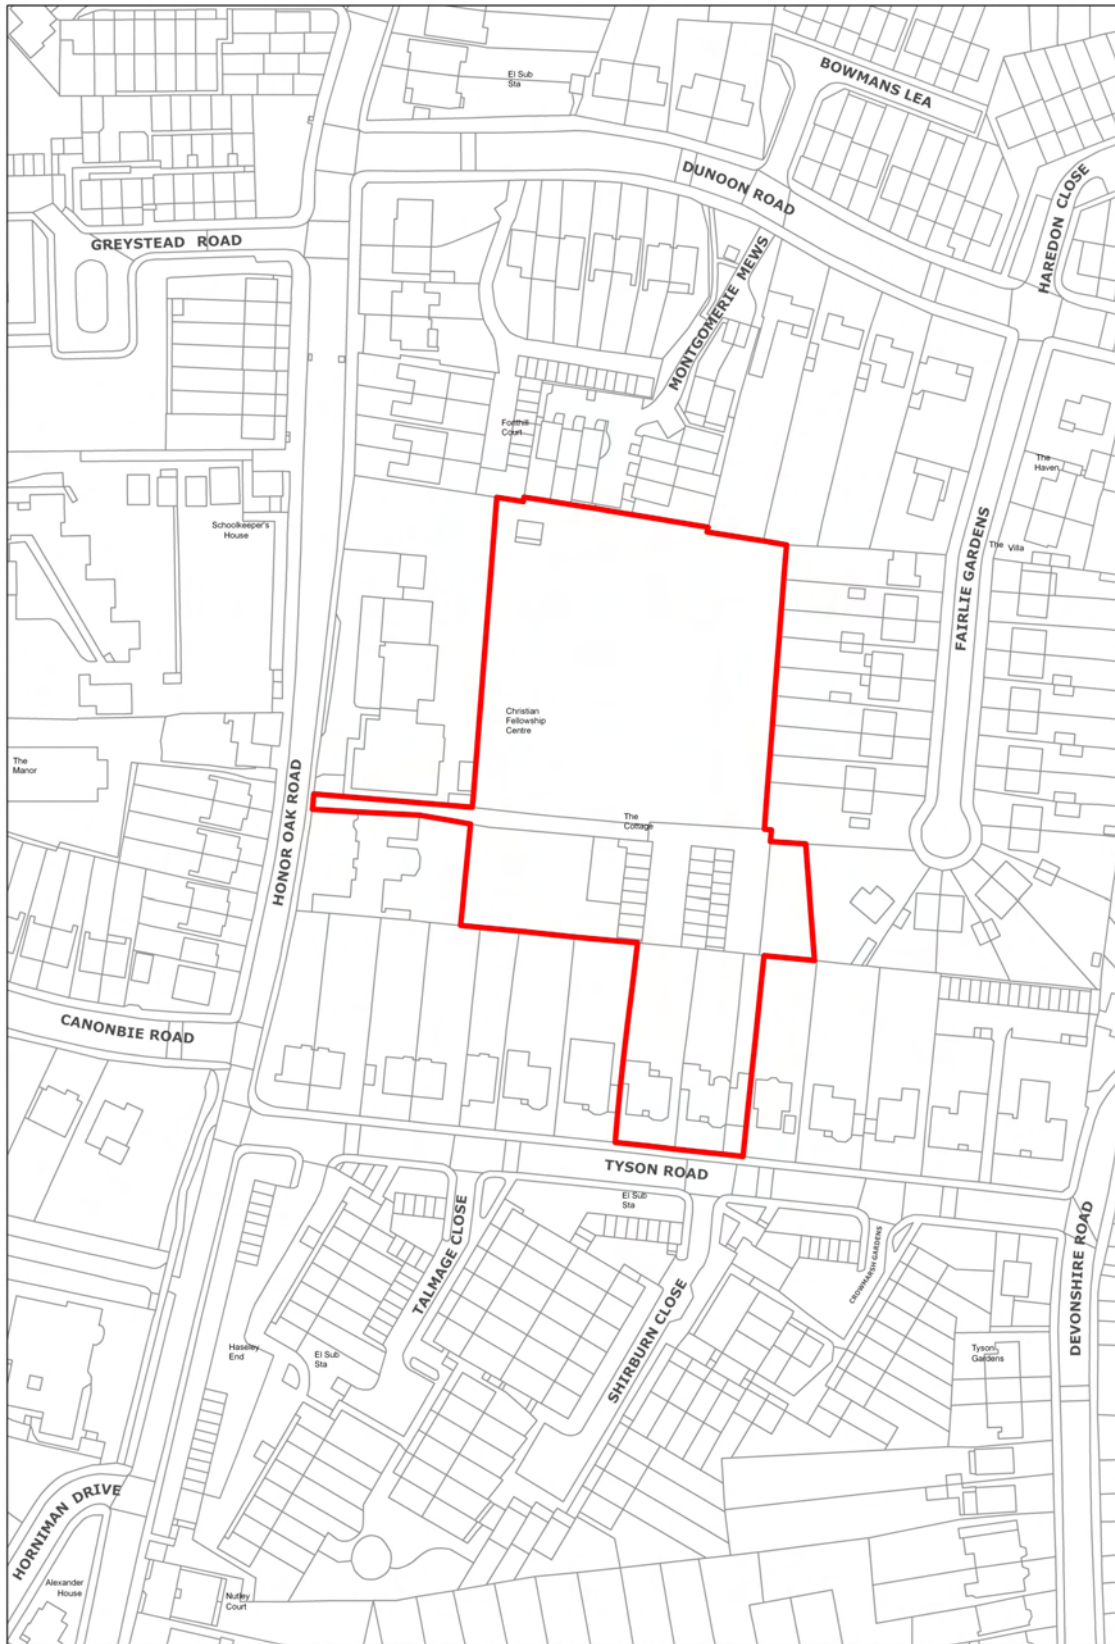 BOWMANS LEA
El Sub
Sta
DUNOON ROAD
HAREDON CLOSE
GREYSTEAD ROAD
MONTGOMERIE MEWS
Fonthill
Court
The
Haven
Schoolkeeper's
House
The Villa
FAIRLIE GARDENS
Christian
Fellowship
Centre
The
Manor
HONOR OAK ROAD
The
Cottage
CANONBIE ROAD
TYSON ROAD
El Sub
Sta
TALMAGE CLOSE
CROWMARSH GARDENS
DEVONSHIRE ROAD
SHIRBURN CLOSE
Haseley
End
El Sub
Sta
Tyson
Gardens
HORNIMAN DRIVE
Alexander
House
Nutley
Court